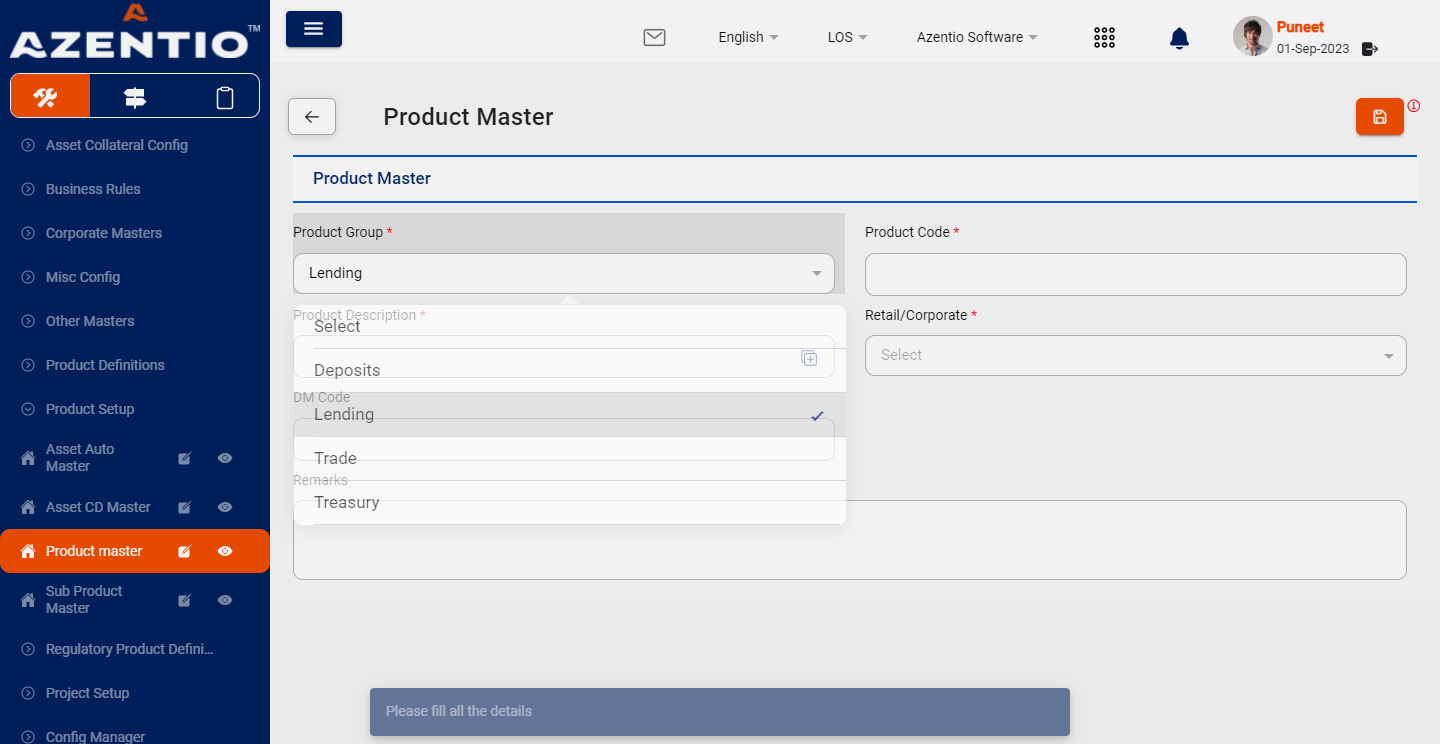 AZENTIO™
English
LOS
Azentio Software
Puneet
01-Sep-2023
Asset Collateral Config
Business Rules
Corporate Masters
Misc Config
Other Masters
Product Definitions
Product Setup
Asset Auto
Master
Asset CD Master
Product master
Sub Product
Master
Regulatory Product Defini...
Project Setup
Config Manager
Product Master
Product Master
Product Group *
Lending
Product Code *
Product Description *
Select
Deposits
DM Code
Lending
Trade
Remarks
Treasury
Retail/Corporate *
Select
Please fill all the details